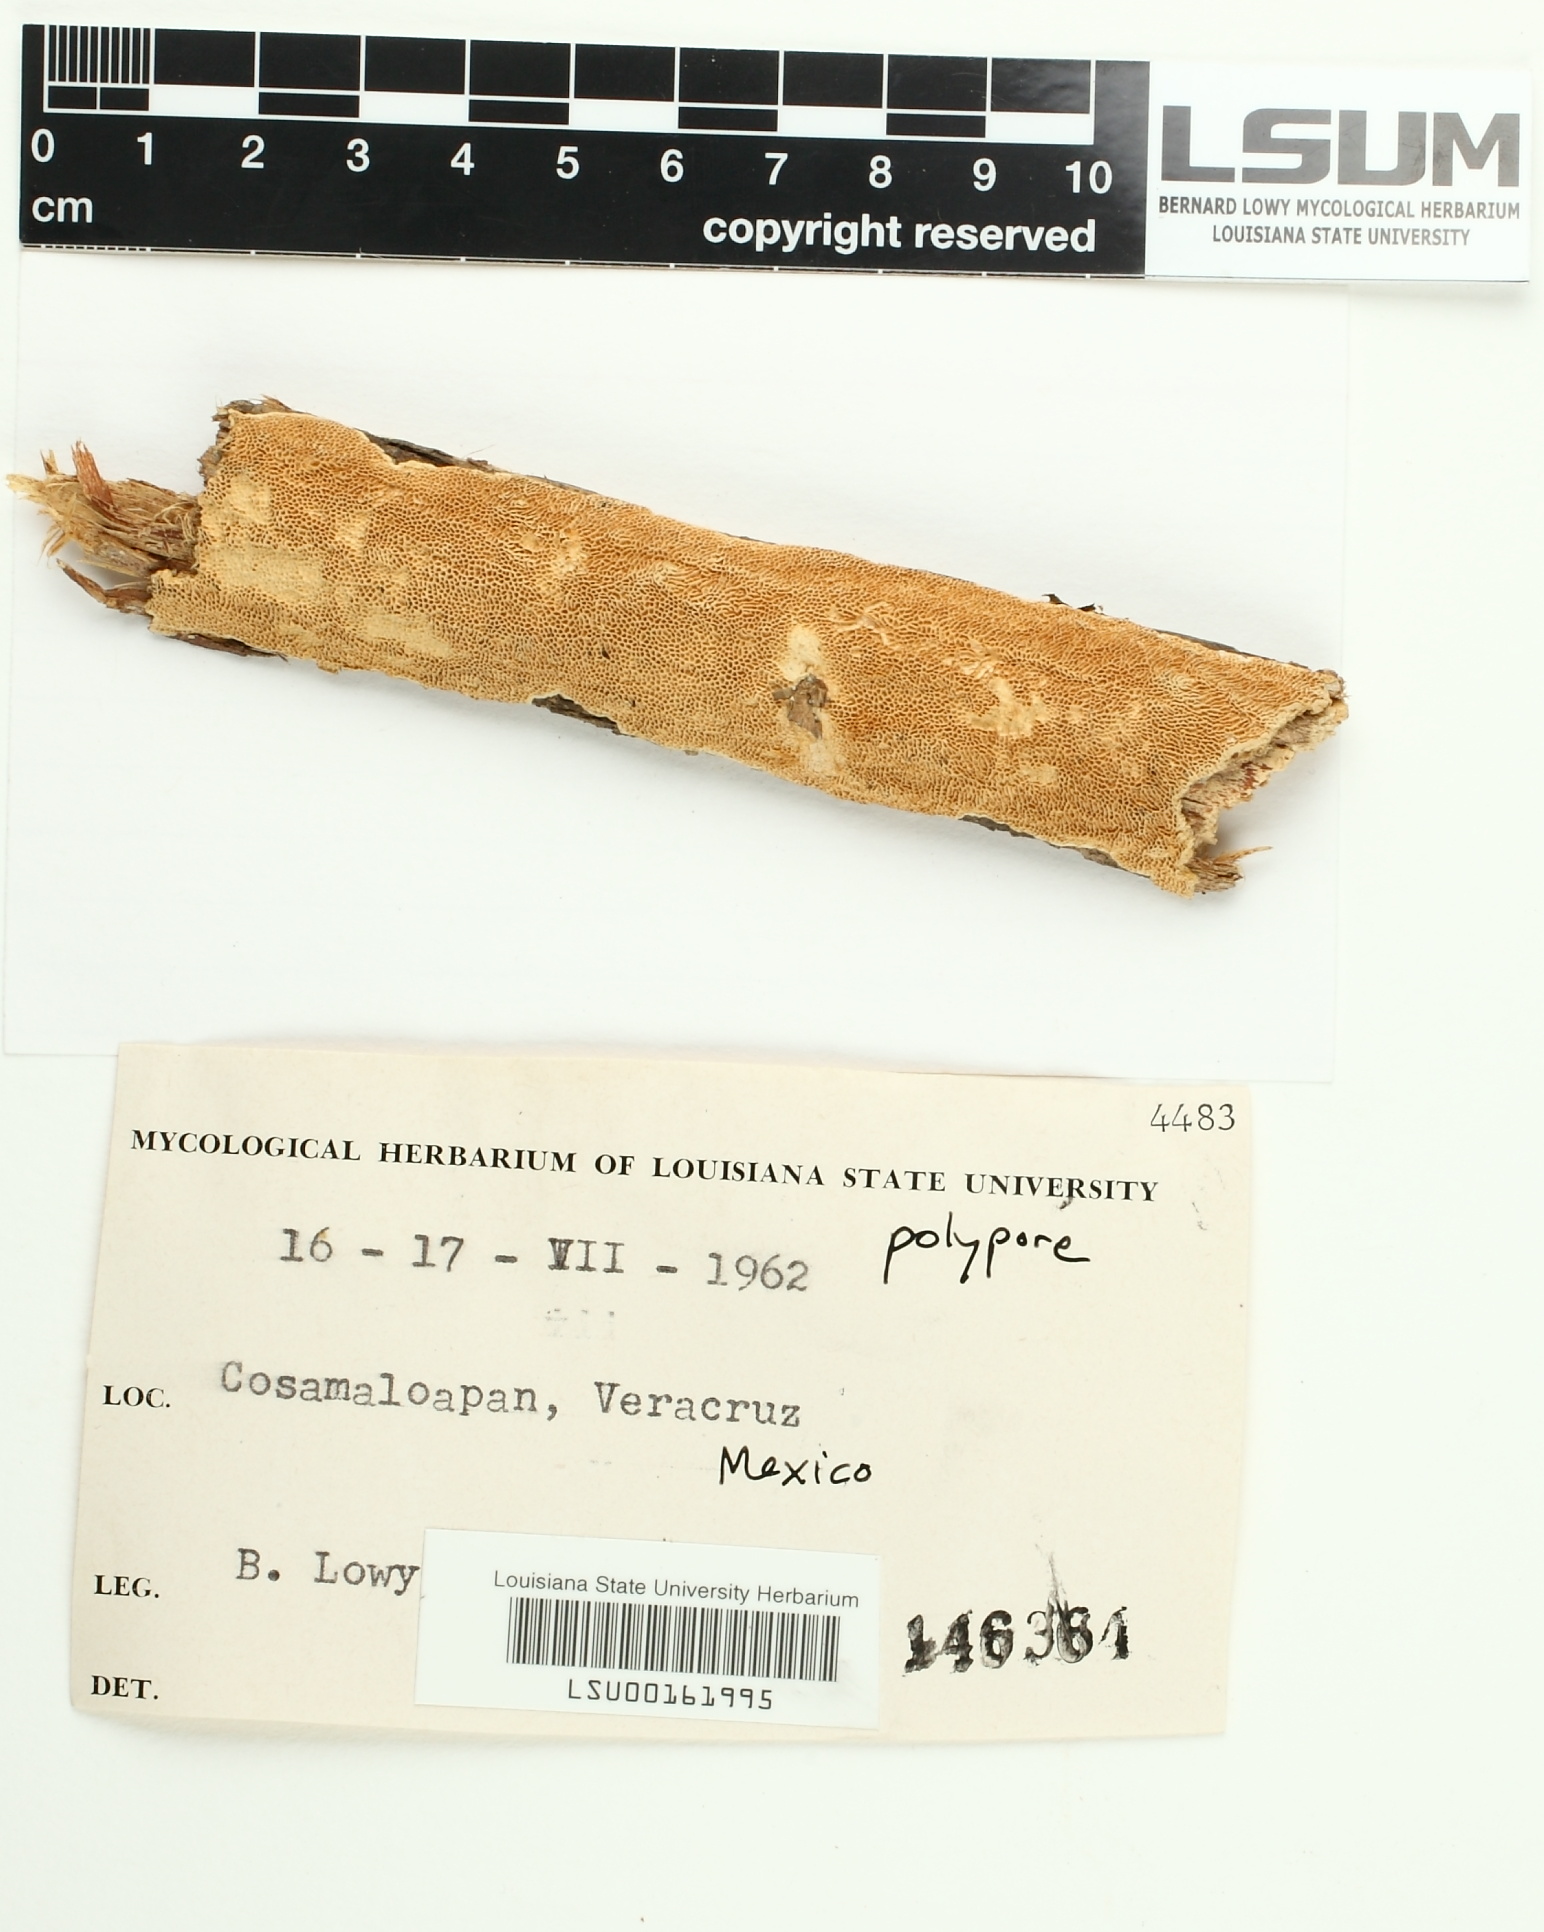 0 1 2 3 4 5 6 7 8 9 10
cm
copyright reserved
LSUM
BERNARD LOWY MYCOLOGICAL HERBARIUM
LOUISIANA STATE UNIVERSITY
4483
MYCOLOGICAL HERBARIUM OF LOUISIANA STATE UNIVERSITY
16 - 17 - VII - 1962 polypore
LOC. Cosamaloapan, Veracruz
Mexico
LEG. B. Lowy
Louisiana State University Herbarium
LSU00161995
DET.